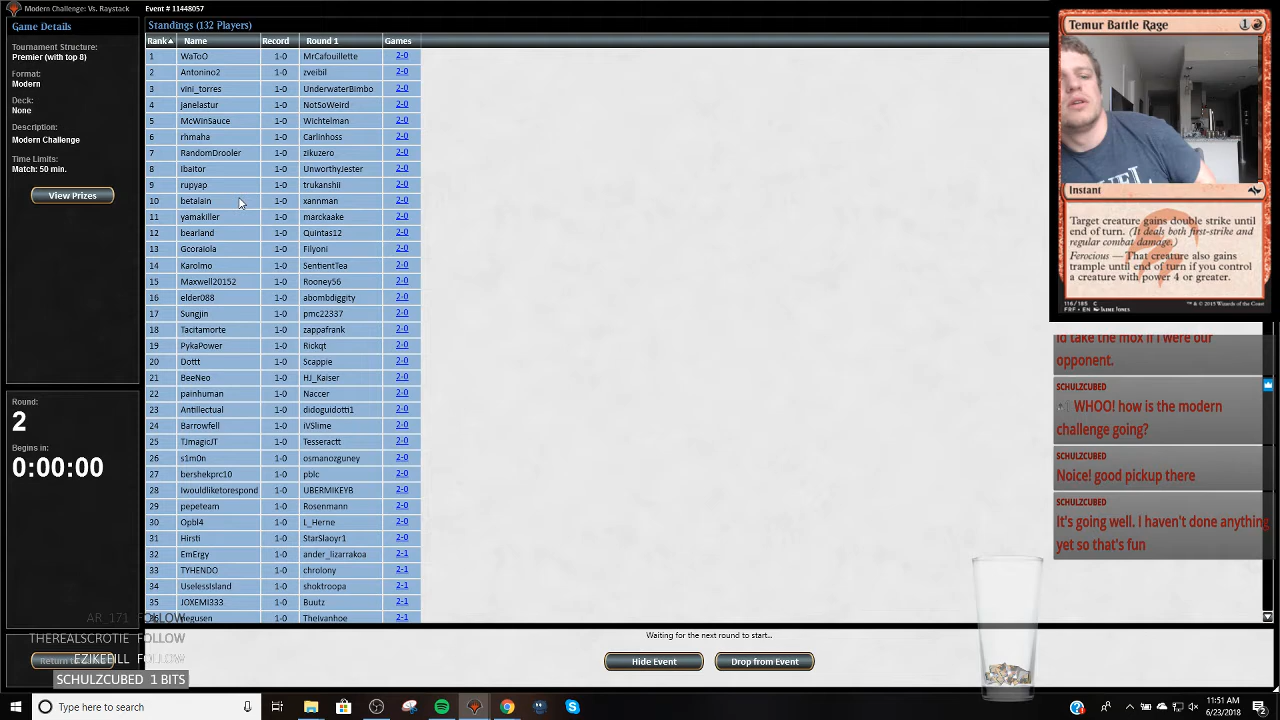 Modern Challenge: Vs. Raystack
Event # 11448057
Game Details
Tournament Structure:
Premier (with top 8)
Format:
Modern
Deck:
None
Description:
Modern Challenge
Time Limits:
Match: 50 min.
View Prizes
Round:
2
Begins in:
0:00:00
Standings (132 Players)
Rank Name Record Round 1 Games
1 WaToO 1-0 MrCafouillette 2-0
2 Antonino2 1-0 zveibil 2-0
3 vini_torres 1-0 UnderwaterBimbo 2-0
4 Janelastur 1-0 NotSoWeird 2-0
5 McWinSauce 1-0 Wichtelman 2-0
6 rhmaha 1-0 Carlinhoss 2-0
7 RandomDrooler 1-0 zikuzero 2-0
8 Ibaitor 1-0 UnworthyJester 2-0
9 rupyap 1-0 trukanshii 2-0
10 betalain 1-0 xannman 2-0
11 yamakiller 1-0 marckaake 2-0
12 bearland 1-0 Quintas12 2-0
13 Gcoraiola 1-0 Filyoni 2-0
14 Karolmo 1-0 SentientTea 2-0
15 Maxwell20152 1-0 Rooney56 2-0
16 elder088 1-0 abombdiggity 2-0
17 Sungjin 1-0 pmc22337 2-0
18 Tacitamorte 1-0 zappafrank 2-0
19 PykaPower 1-0 Rickqt 2-0
20 Dottt 1-0 Scappie 2-0
21 BeeNeo 1-0 HJ_Kaiser 2-0
22 painhuman 1-0 Naccer 2-0
23 Antillectual 1-0 didoguidotti1 2-0
24 Barrowfell 1-0 iVSlime 2-0
25 TJmagicJT 1-0 Tesseractt 2-0
26 s1m0n 1-0 osmanozguney 2-0
27 bershekprc10 1-0 pblc 2-0
28 Iwouldliketorespond 1-0 UBERMIKEYB 2-0
29 pepeteam 1-0 Rosenmann 2-0
30 Opbl4 1-0 L_Herne 2-0
31 Hirsti 1-0 StarSlaoyr1 2-0
32 EmErgy 1-0 ander_lizarrakoa 2-1
33 TYHENDO 1-0 chrolony 2-1
34 UselessIsland 1-0 shoktroopa 2-1
35 JOXEMI333 1-0 Buutz 2-1
1-0 TheIvanhoe 2-1
AR_171 FOLLOW
THEREALSCROTIE FOLLOW
EZIKEEILL FOLLOW
SCHULZCUBED 1 BITS
Waiting for the next round to start...
Hide Event
Drop from Event
Temur Battle Rage
1
Instant
Target creature gains double strike until
end of turn. (It deals both first-strike and
regular combat damage.)
Ferocious — That creature also gains
trample until end of turn if you control
a creature with power 4 or greater.
116/185 C
FRF • EN
™ & © 2015 Wizards of the Coast
Id take the mox if I were our
opponent.
SCHULZCUBED
WHOO! how is the modern
challenge going?
SCHULZCUBED
Noice! good pickup there
SCHULZCUBED
It's going well. I haven't done anything
yet so that's fun
Type here to search
11:51 AM
6/23/2018
2